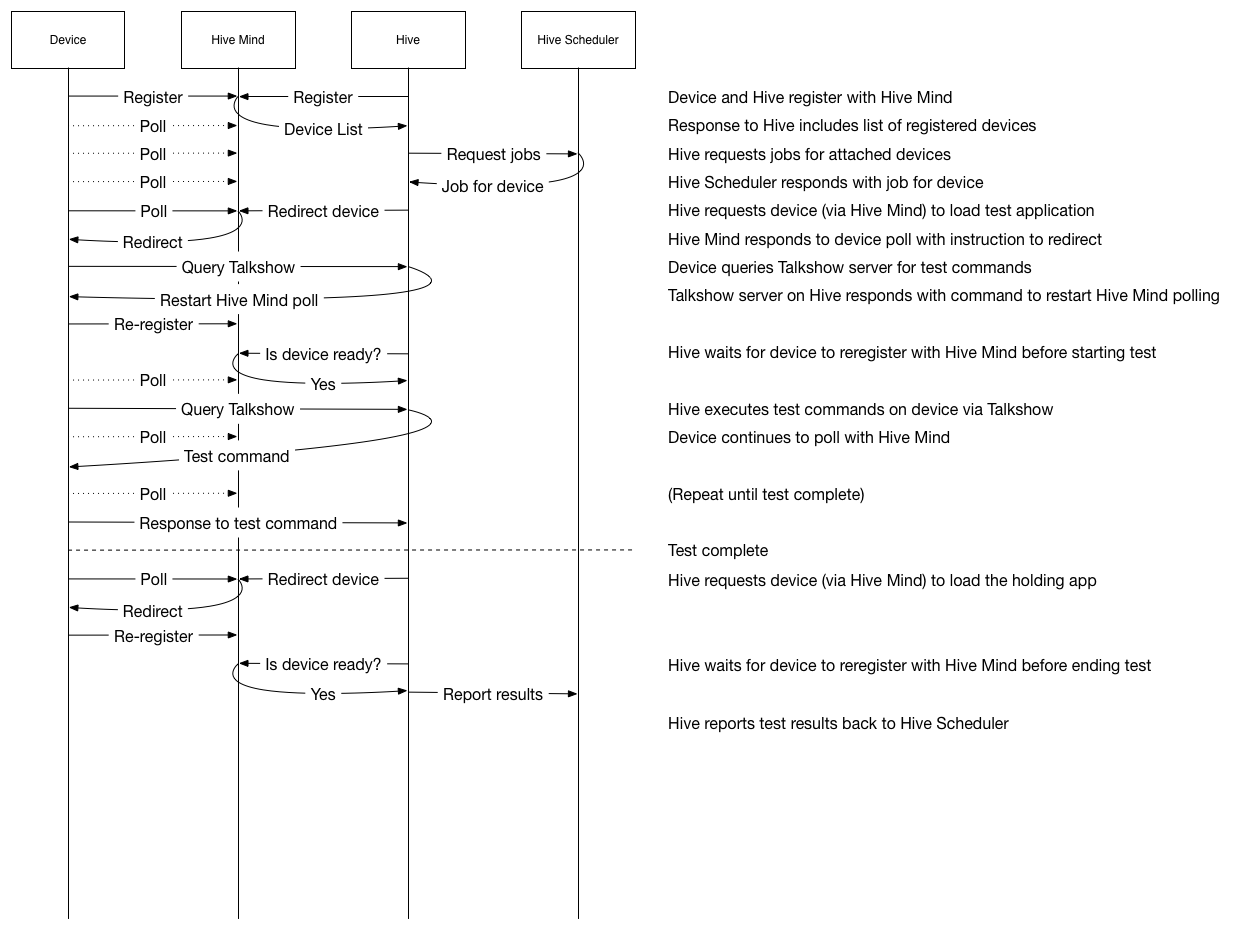 Device
Hive Mind
Hive
Hive Scheduler
Register
Register
Device and Hive register with Hive Mind
Poll
Device List
Response to Hive includes list of registered devices
Poll
Request jobs
Hive requests jobs for attached devices
Poll
Job for device
Hive Scheduler responds with job for device
Poll
Redirect device
Hive requests device (via Hive Mind) to load test application
Redirect
Hive Mind responds to device poll with instruction to redirect
Query Talkshow
Device queries Talkshow server for test commands
Restart Hive Mind poll
Talkshow server on Hive responds with command to restart Hive Mind polling
Re-register
Is device ready?
Hive waits for device to reregister with Hive Mind before starting test
Poll
Yes
Query Talkshow
Hive executes test commands on device via Talkshow
Poll
Device continues to poll with Hive Mind
Test command
Poll
(Repeat until test complete)
Response to test command
Test complete
Poll
Redirect device
Hive requests device (via Hive Mind) to load the holding app
Redirect
Re-register
Is device ready?
Hive waits for device to reregister with Hive Mind before ending test
Yes
Report results
Hive reports test results back to Hive Scheduler